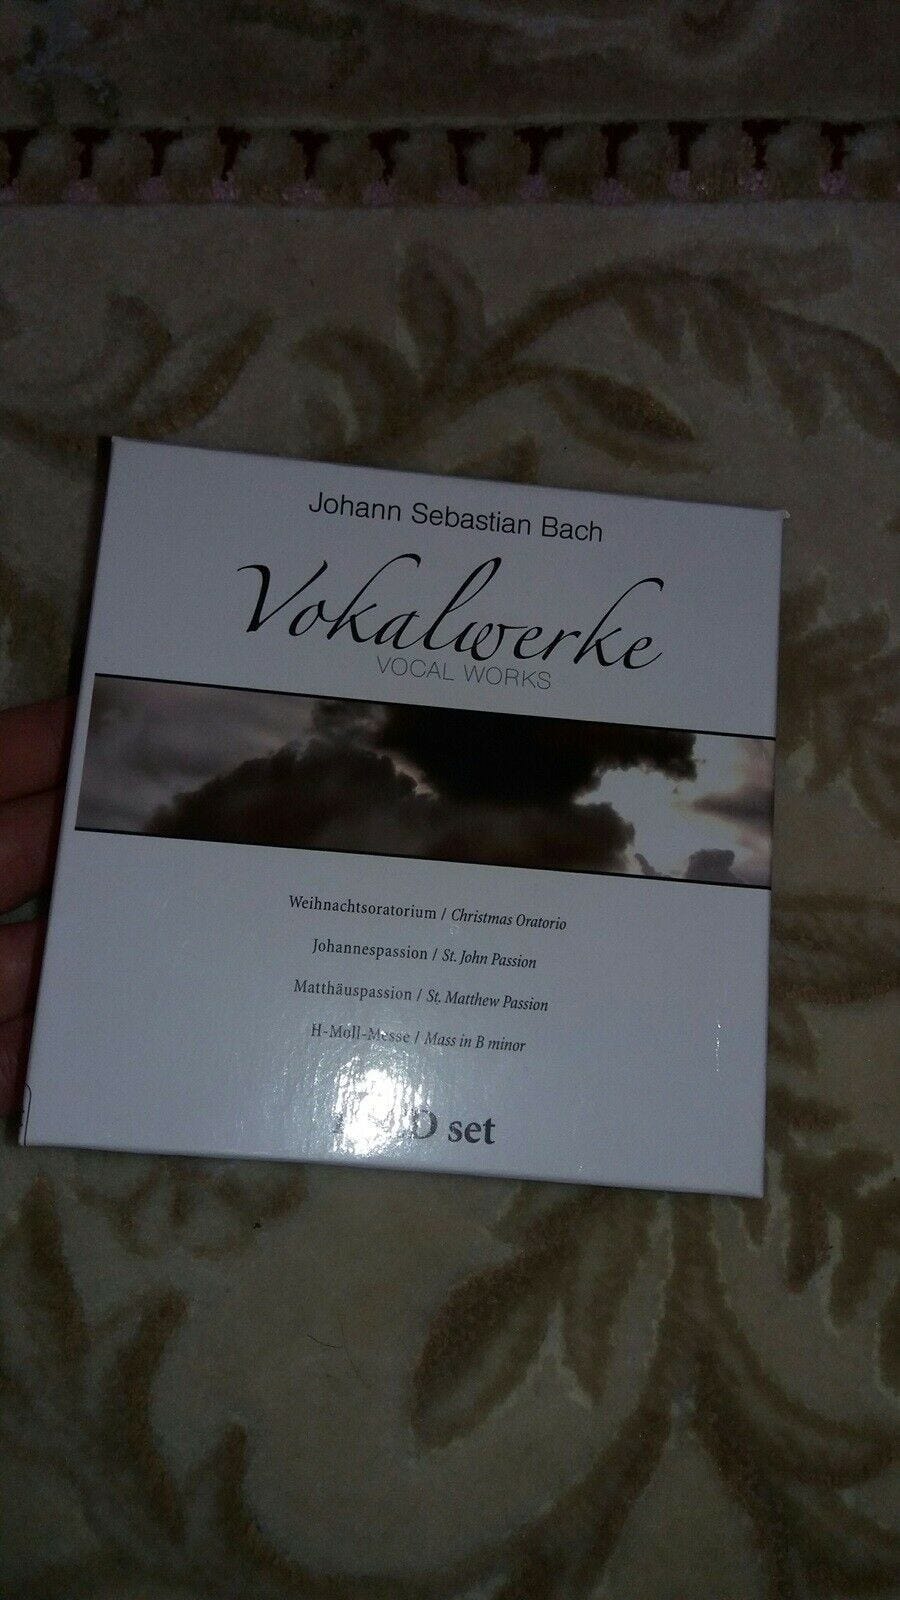 Johann Sebastian Bach
Vokalwerke
VOCAL WORKS
Weihnachtsoratorium / Christmas Oratorio
Johannespassion / St. John Passion
Matthäuspassion / St. Matthew Passion
H-Moll-Messe / Mass in B minor
set